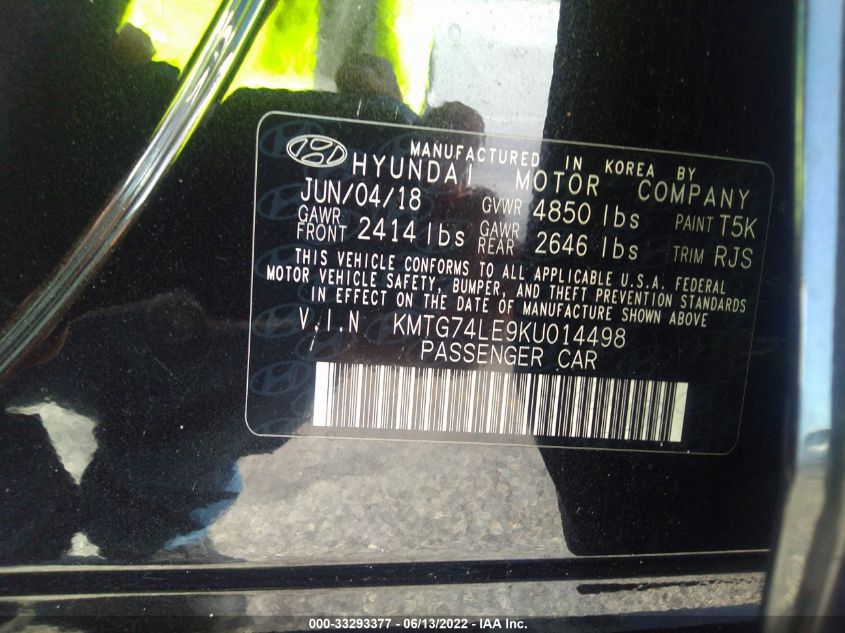 MANUFACTURED IN KOREA BY
HYUNDAI MOTOR COMPANY
JUN/04/18 GVWR 4850 lbs PAINT T5K
GAWR FRONT 2414 lbs GAWR REAR 2646 lbs TRIM RJS
THIS VEHICLE CONFORMS TO ALL APPLICABLE U.S.A. FEDERAL
MOTOR VEHICLE SAFETY, BUMPER, AND THEFT PREVENTION STANDARDS
IN EFFECT ON THE DATE OF MANUFACTURE SHOWN ABOVE
V.I.N KMTG74LE9KU014498
PASSENGER CAR
000-33293377 - 06/13/2022 - IAA Inc.